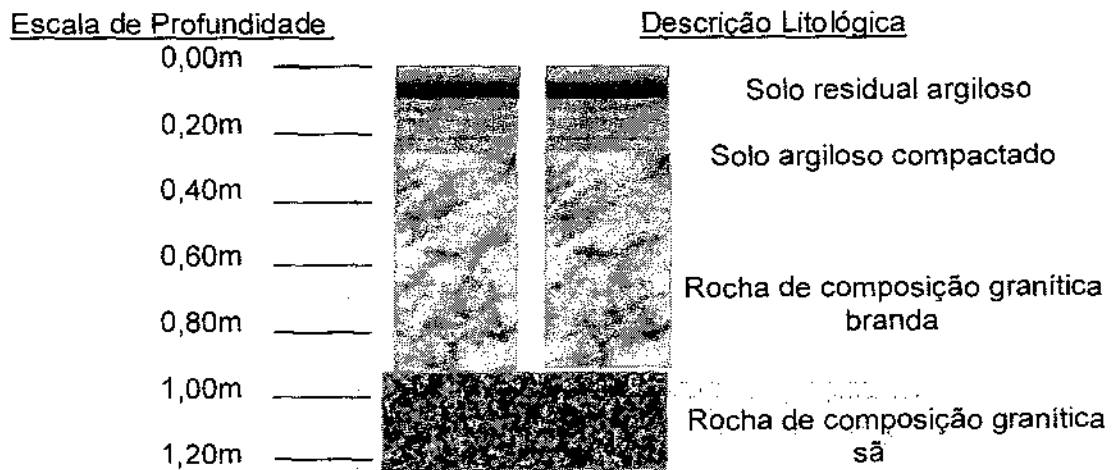 Escala de Profundidade
Descrição Litológica
0,00m
Solo residual argiloso
0,20m
Solo argiloso compactado
0,40m
0,60m
Rocha de composição granítica
branda
0,80m
1,00m
Rocha de composição granítica
sã
1,20m